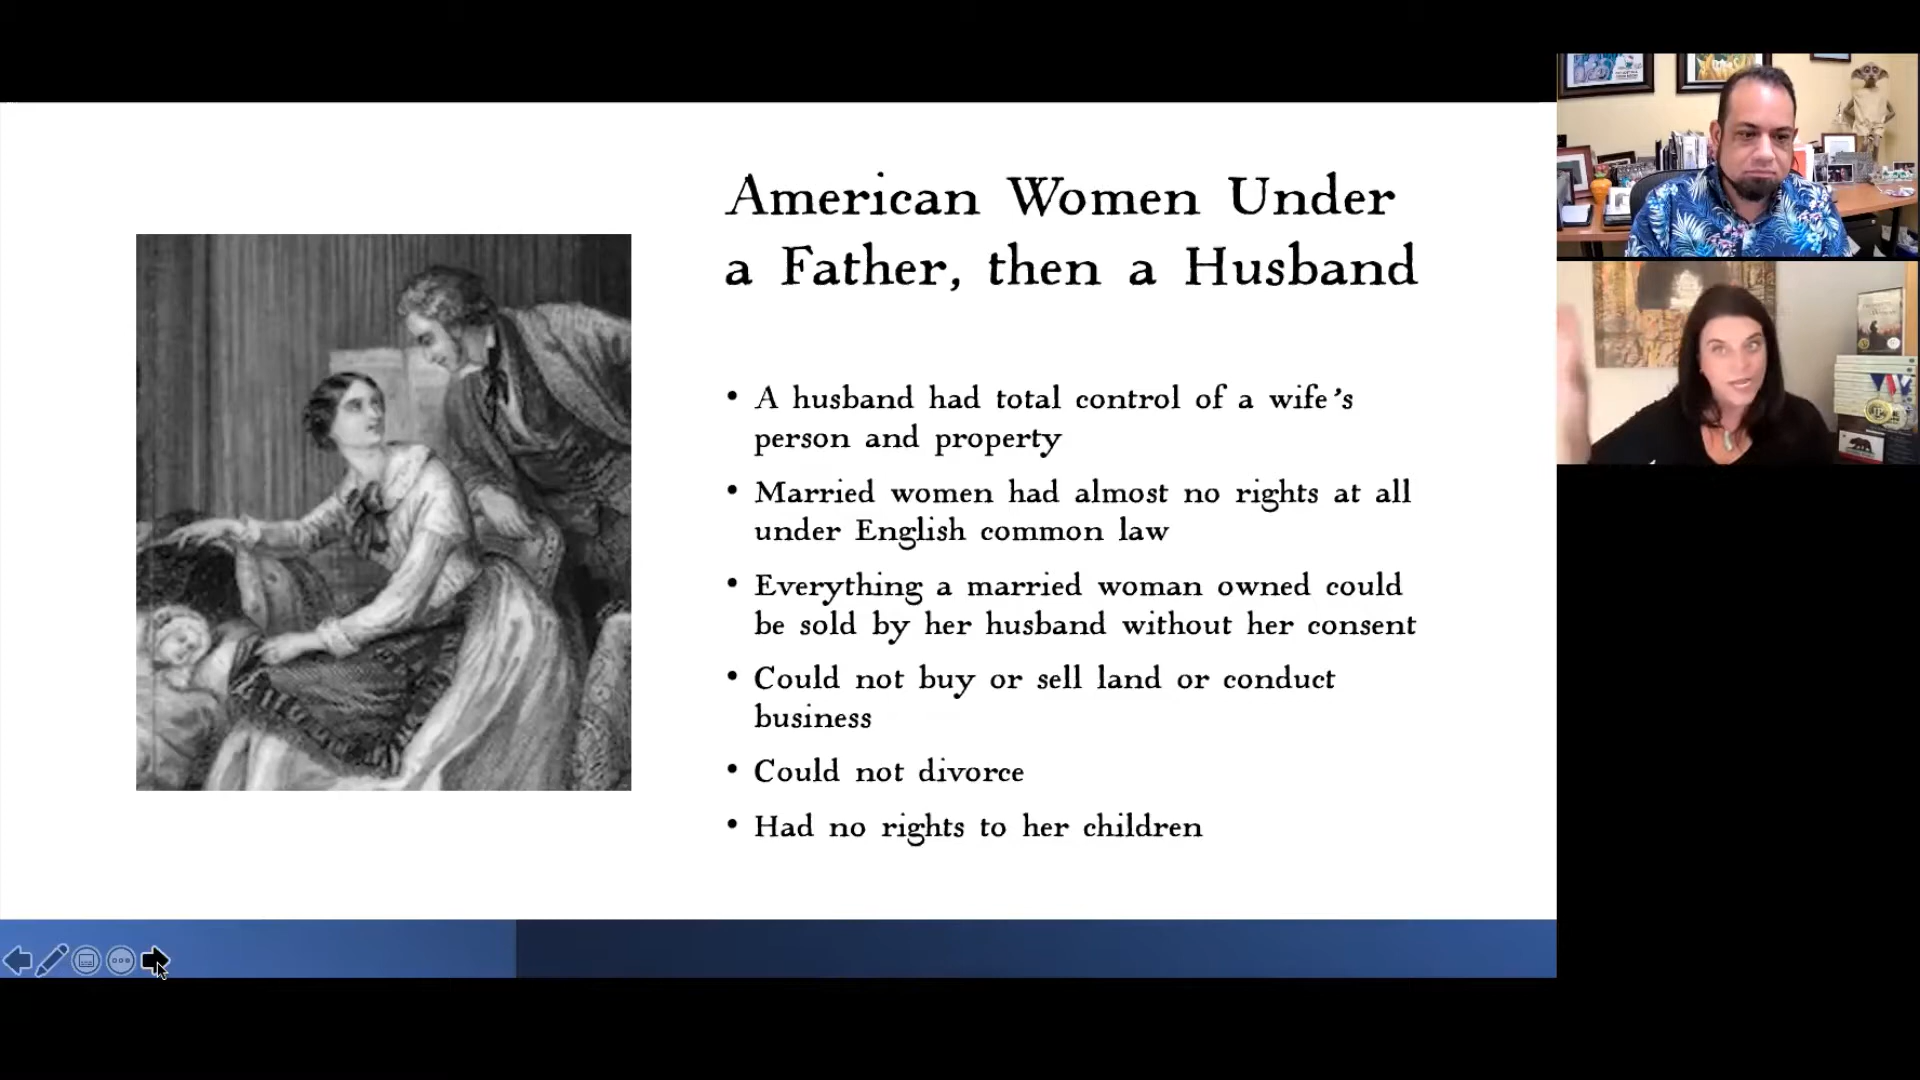 American Women Under
a Father, then a Husband
• A husband had total control of a wife's
person and property
• Married women had almost no rights at all
under English common law
• Everything a married woman owned could
be sold by her husband without her consent
• Could not buy or sell land or conduct
business
• Could not divorce
• Had no rights to her children